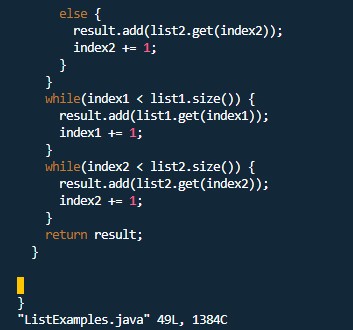 else {
result.add(list2.get(index2));
index2 += 1;
}
}
while(index1 < list1.size()) {
result.add(list1.get(index1));
index1 += 1;
}
while(index2 < list2.size()) {
result.add(list2.get(index2));
index2 += 1;
}
return result;
}
}
"ListExamples.java" 49L, 1384C